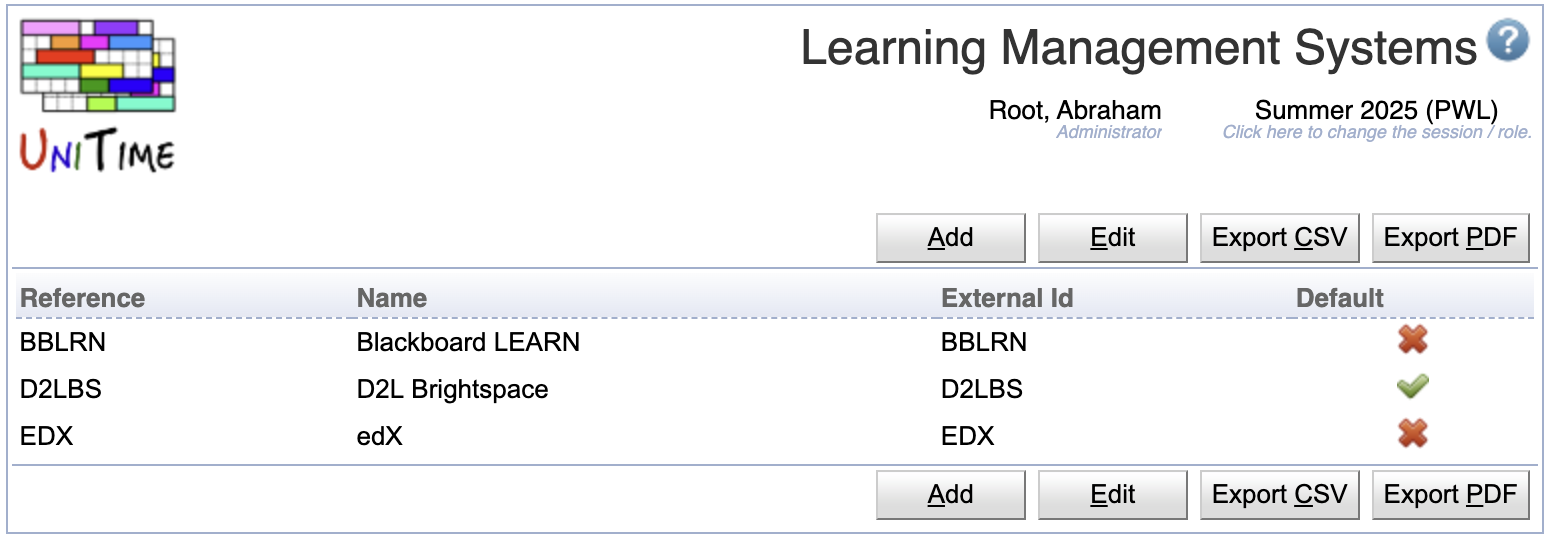 UNITIME
Learning Management Systems ?
Root, Abraham Summer 2025 (PWL)
Administrator Click here to change the session / role.
Add Edit Export CSV Export PDF
Reference Name External Id Default
BBLRN Blackboard LEARN BBLRN
D2LBS D2L Brightspace D2LBS
EDX edX EDX
Add Edit Export CSV Export PDF